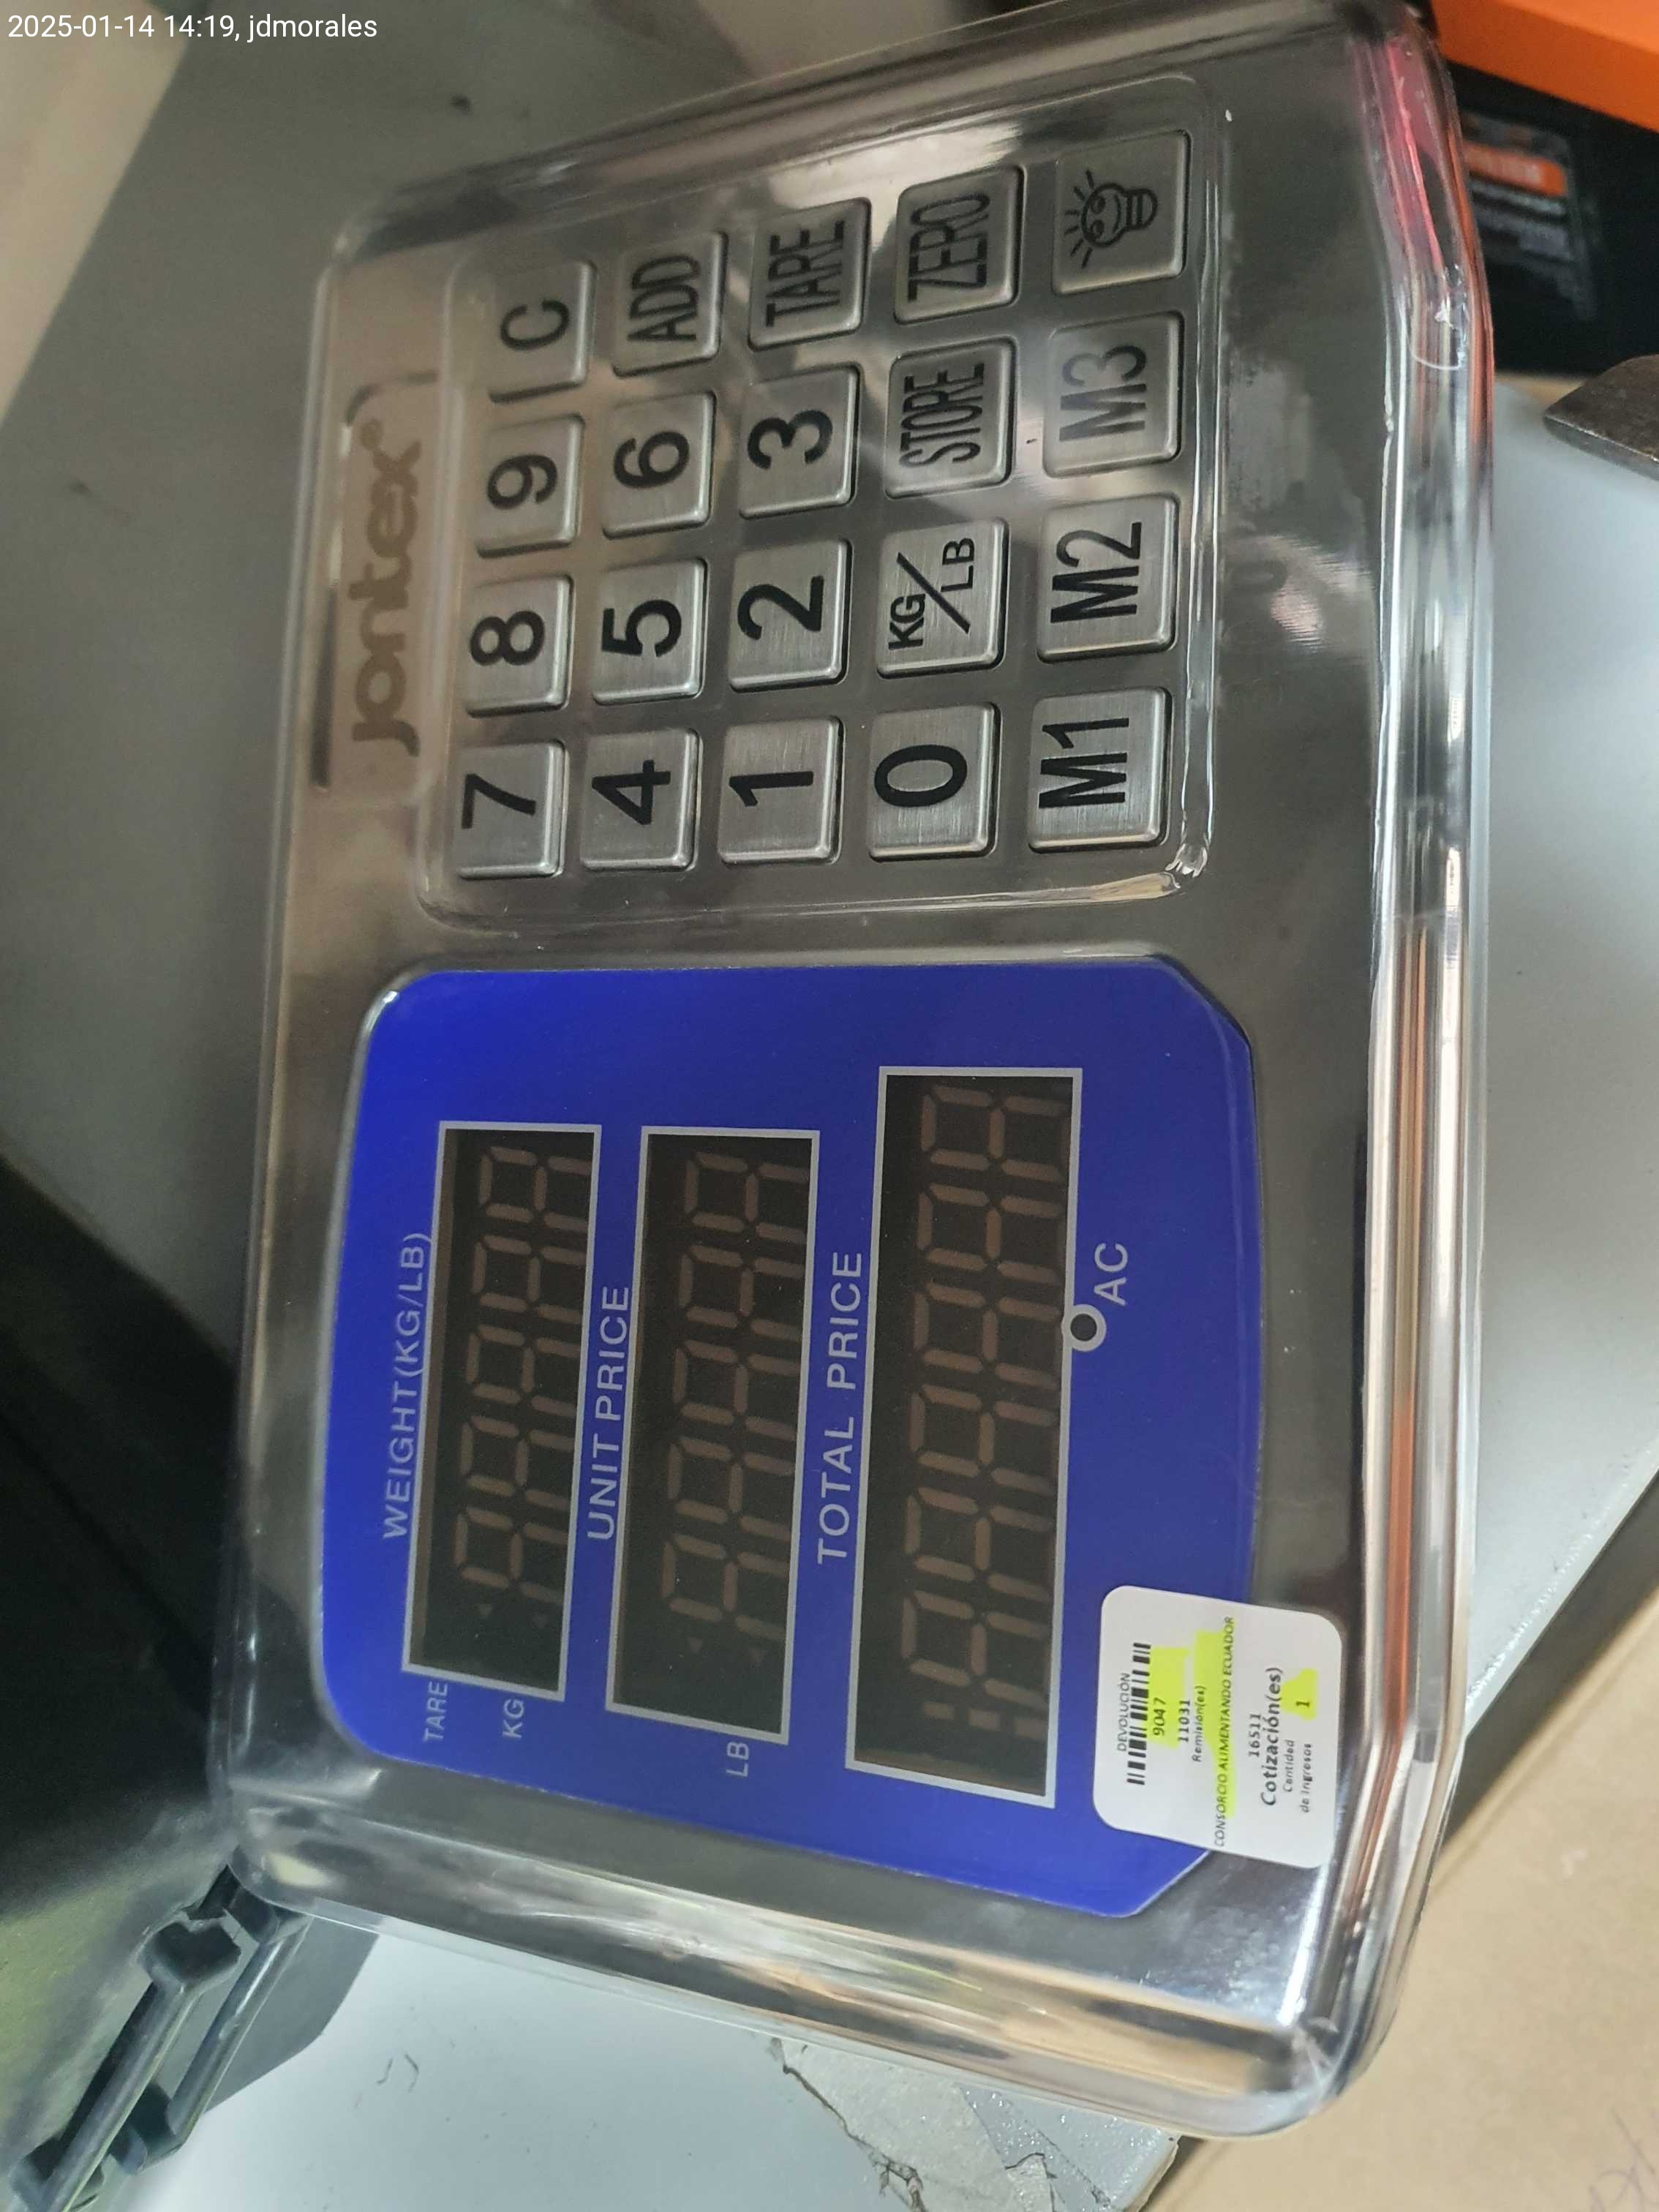 2025-01-14 14:19, jdmorales
jontex®
WEIGHT(KG/LB)
TARE
KG
UNIT PRICE
LB
TOTAL PRICE
AC
7 8 9 C
4 5 6 ADD
1 2 3 TARE
0 KG/LB STORE ZERO
M1 M2 M3
DEVOLUCIÓN
9047
11031
Remisión(es)
CONSORCIO ALIMENTANDO ECUADOR
16511
Cotización(es)
Cantidad
de Ingresos
1